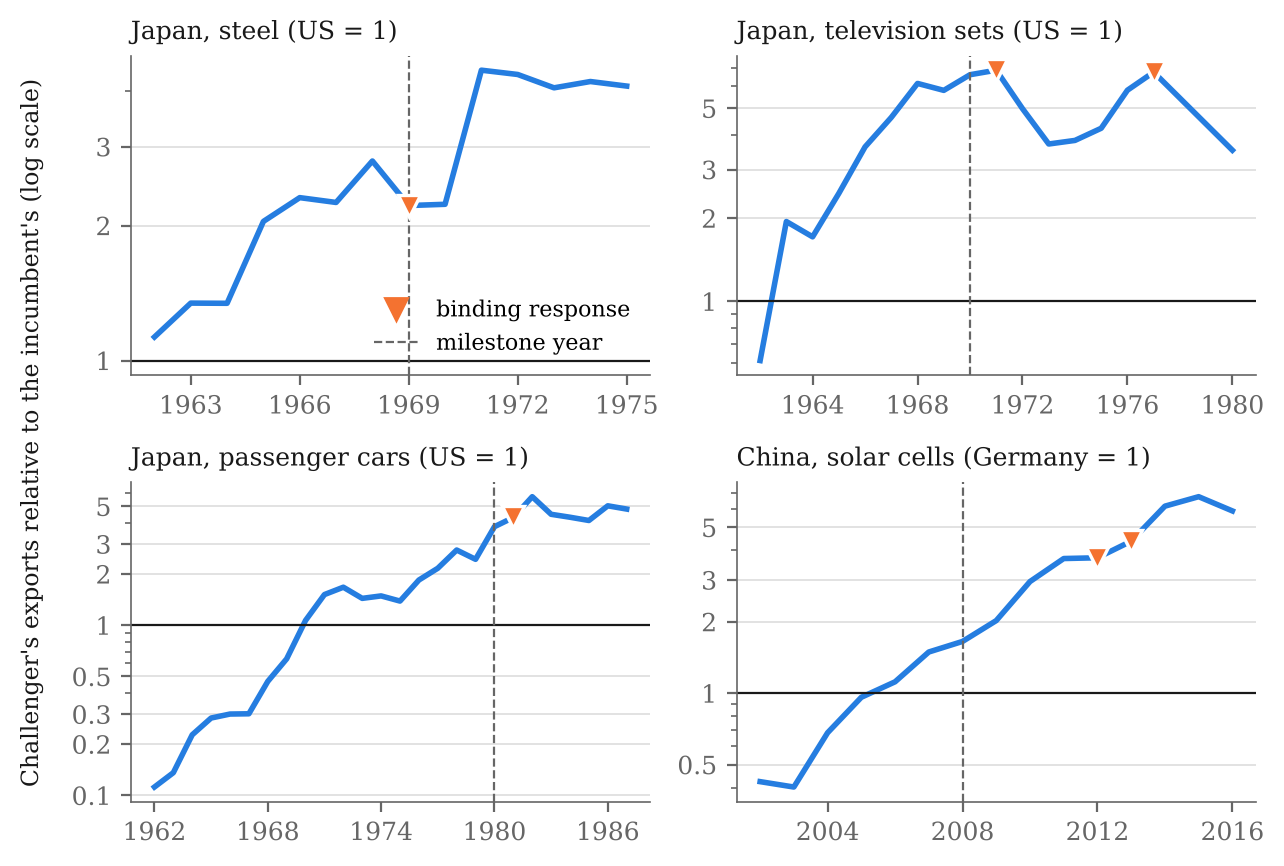 Challenger's exports relative to the incumbent's (log scale)
Japan, steel (US = 1)
3
2
1
binding response
milestone year
1963 1966 1969 1972 1975
Japan, television sets (US = 1)
5
3
2
1
1964 1968 1972 1976 1980
Japan, passenger cars (US = 1)
5
3
2
1
0.5
0.3
0.2
0.1
1962 1968 1974 1980 1986
China, solar cells (Germany = 1)
5
3
2
1
0.5
2004 2008 2012 2016